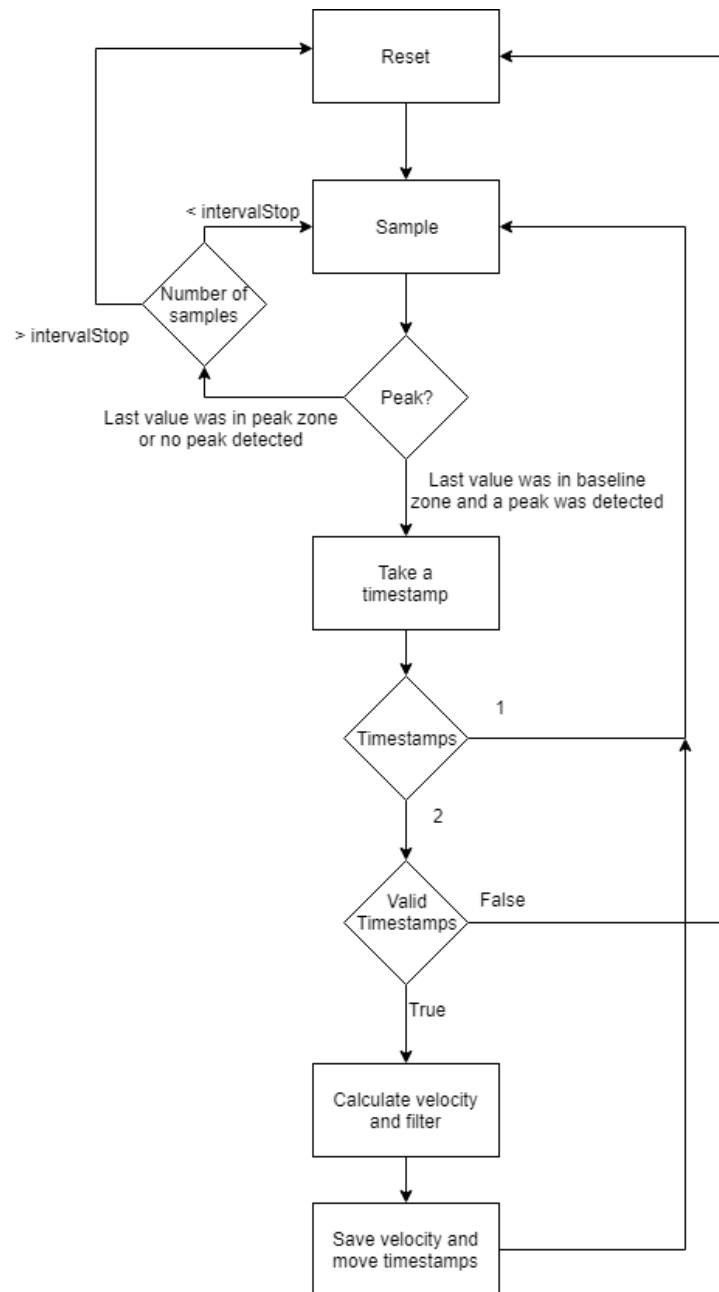 Reset
< intervalStop
Sample
Number of
samples
> intervalStop
Peak?
Last value was in peak zone
or no peak detected
Last value was in baseline
zone and a peak was detected
Take a
timestamp
1
Timestamps
2
Valid
Timestamps
False
True
Calculate velocity
and filter
Save velocity and
move timestamps